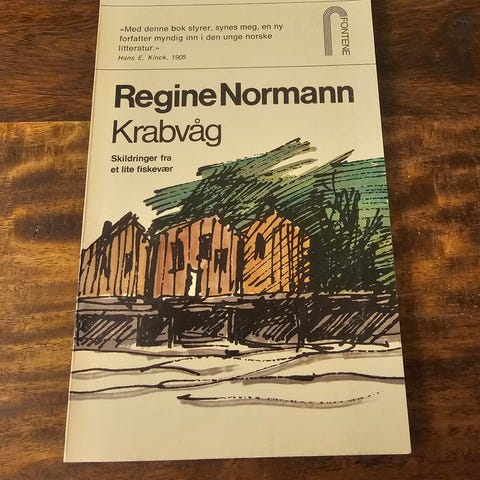 «Med denne bok styrer, synes meg, en ny
forfatter myndig inn i den unge norske
litteratur.»
Hans E. Kinck, 1905
FONTENE
Regine Normann
Krabvåg
Skildringer fra
et lite fiskevær